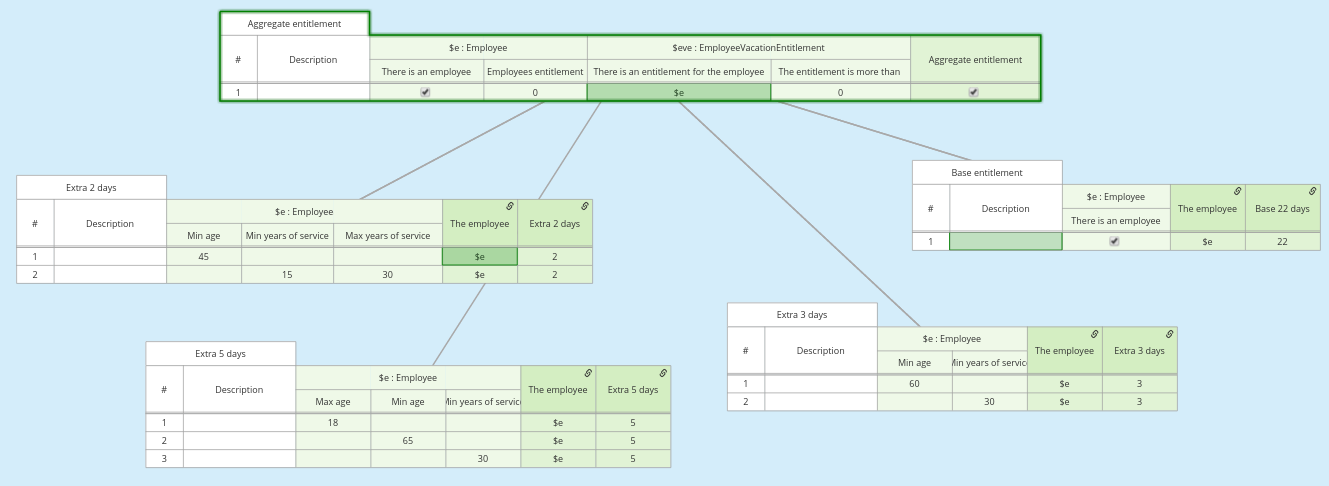 Aggregate entitlement
# Description $e : Employee $eve : EmployeeVacationEntitlement Aggregate entitlement
There is an employee Employees entitlement There is an entitlement for the employee The entitlement is more than
1 0 $e 0
Base entitlement
# Description $e : Employee The employee Base 22 days
There is an employee
1 $e 22
Extra 2 days
# Description $e : Employee The employee Extra 2 days
Min age Min years of service Max years of service
1 45 $e 2
2 15 30 $e 2
Extra 3 days
# Description $e : Employee The employee Extra 3 days
Min age Min years of service
1 60 $e 3
2 30 $e 3
Extra 5 days
# Description $e : Employee The employee Extra 5 days
Max age Min age Min years of service
1 18 $e 5
2 65 $e 5
3 30 $e 5